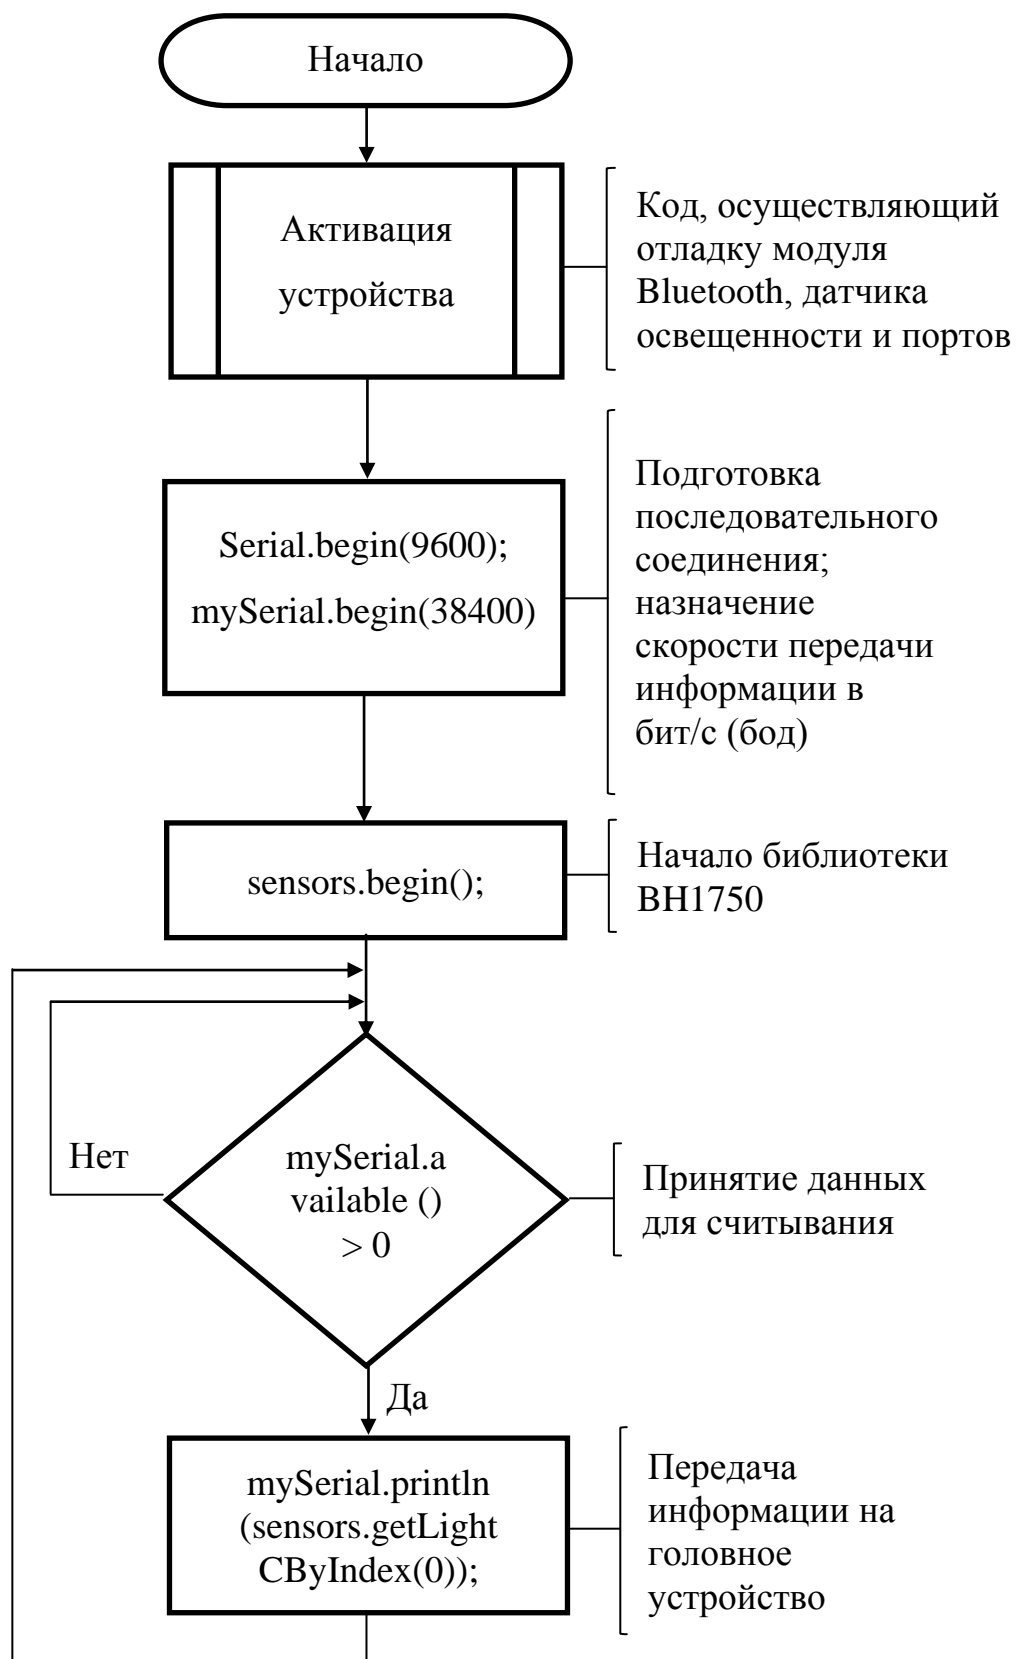 Начало
Активация
устройства
Код, осуществляющий
отладку модуля
Bluetooth, датчика
освещенности и портов
Serial.begin(9600);
mySerial.begin(38400)
Подготовка
последовательного
соединения;
назначение
скорости передачи
информации в
бит/с (бод)
sensors.begin();
Начало библиотеки
BH1750
Нет
mySerial.a
vailable ()
> 0
Принятие данных
для считывания
Да
mySerial.println
(sensors.getLight
CByIndex(0));
Передача
информации на
головное
устройство